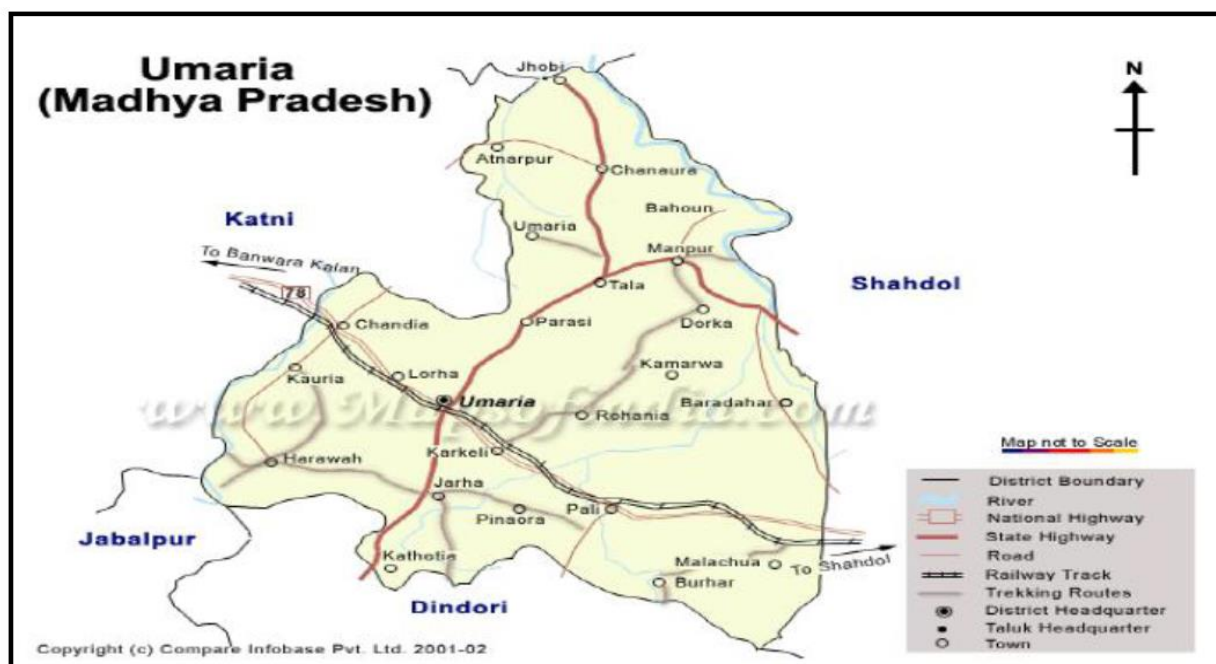 Umaria
(Madhya Pradesh)
N
Jhobi
Atnarpur
Chanaura
Bahoun
Katni
Umaria
Manpur
To Banwara Kalan
Shahdol
78
Tala
Chandia
Parasi
Dorka
Kauria
Lorha
Kamarwa
www.MapsofIndia.com
Umaria
Rohania
Baradahar
Karkeli
Harawah
Jarha
Pinaora
Pali
Jabalpur
Kathotia
Malachua
To Shahdol
Burhar
Dindori
Map not to Scale
District Boundary
River
National Highway
State Highway
Road
Railway Track
Trekking Routes
District Headquarter
Taluk Headquarter
Town
Copyright (c) Compare Infobase Pvt. Ltd. 2001-02